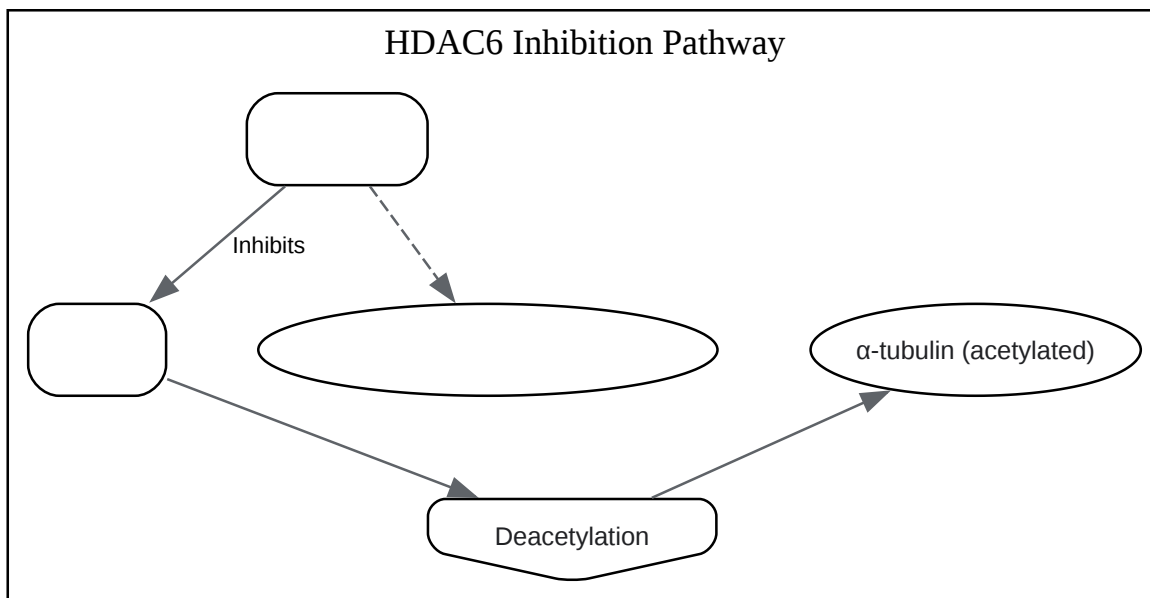 HDAC6 Inhibition Pathway
Inhibits
α-tubulin (acetylated)
Deacetylation